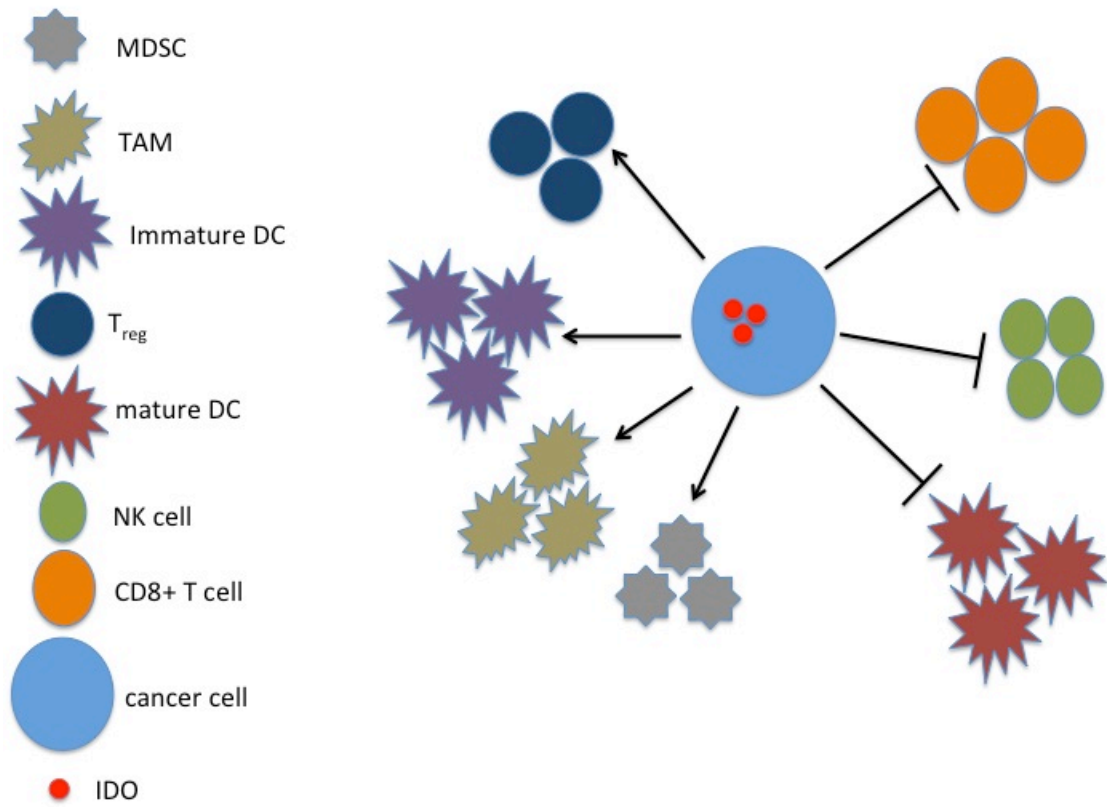 MDSC
TAM
Immature DC
Treg
mature DC
NK cell
CD8+ T cell
cancer cell
IDO